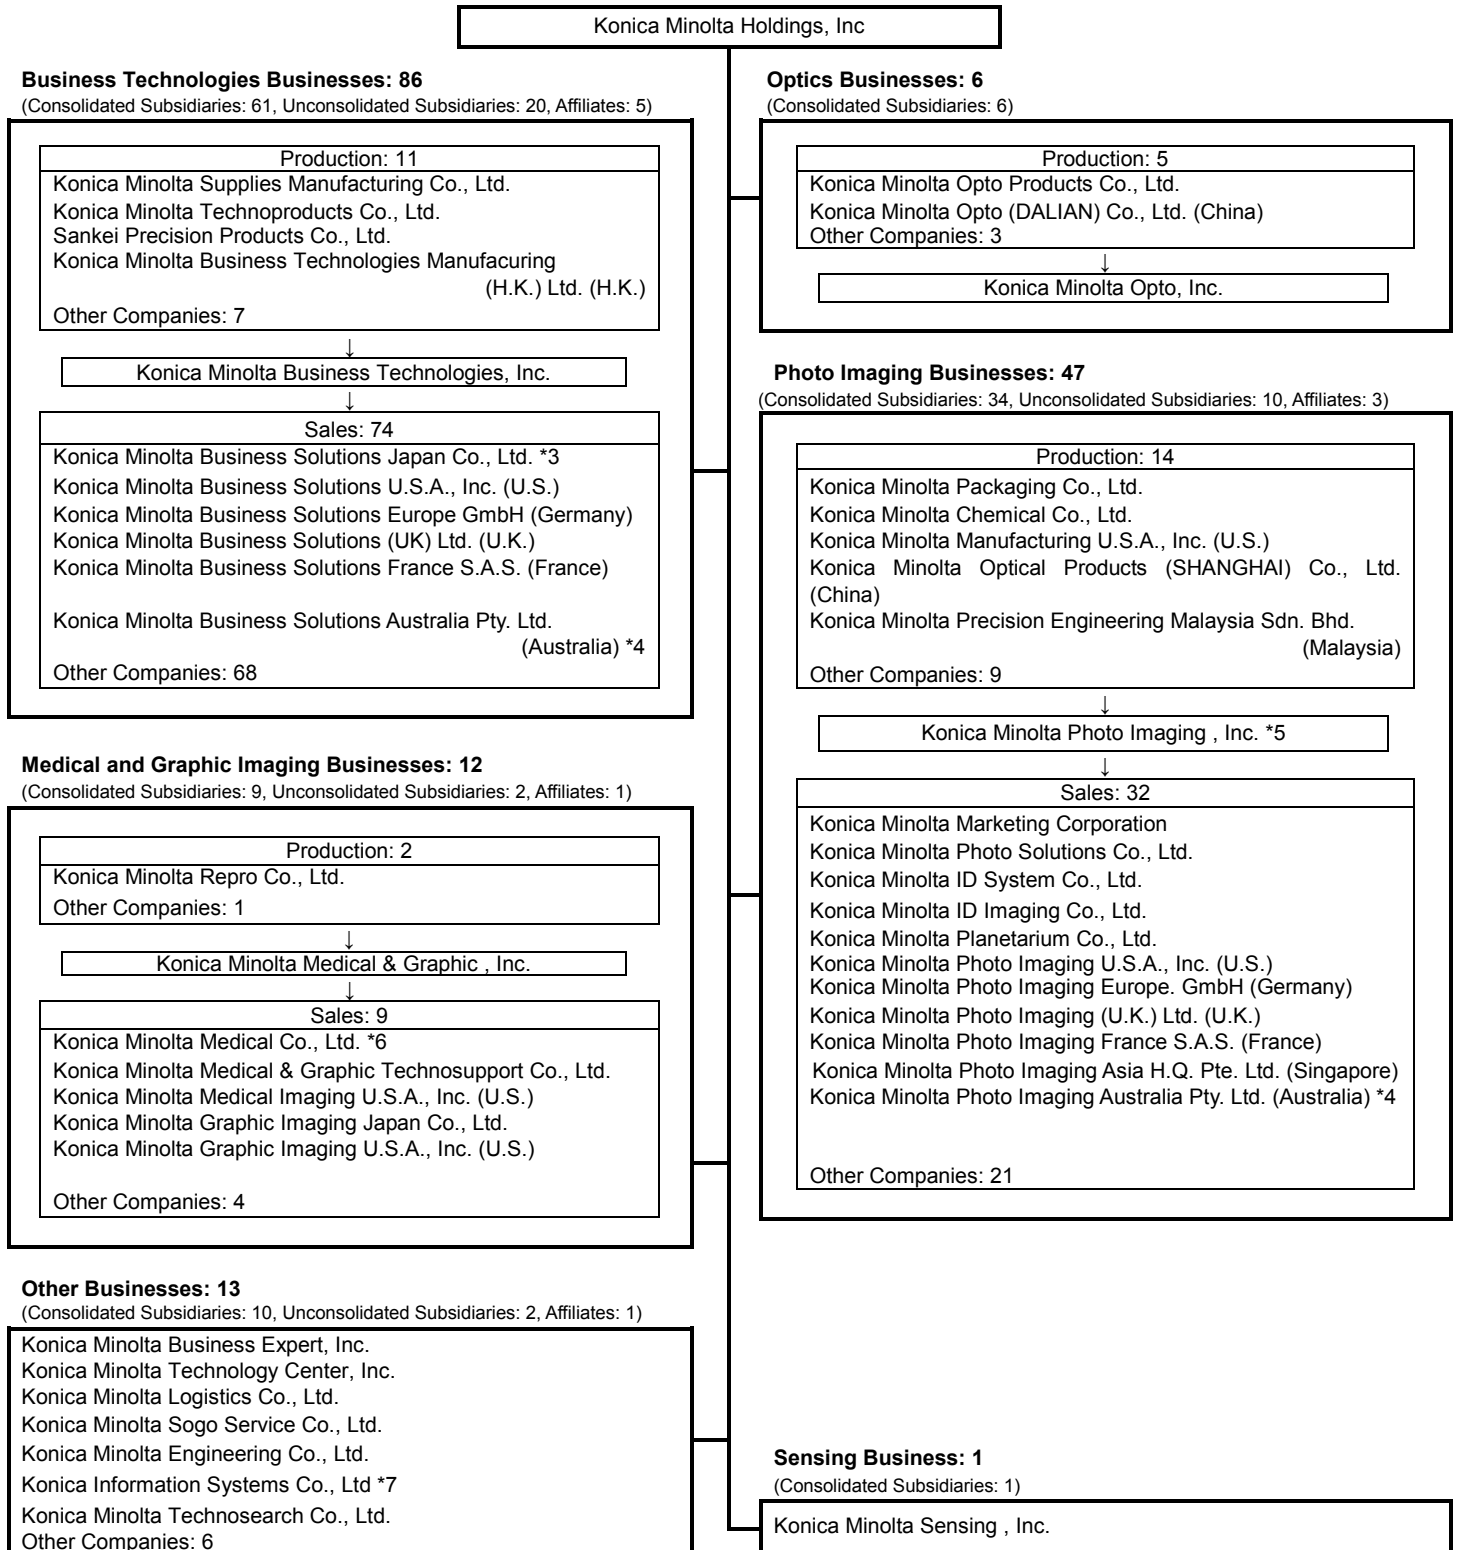 Konica Minolta Holdings, Inc
Business Technologies Businesses: 86
(Consolidated Subsidiaries: 61, Unconsolidated Subsidiaries: 20, Affiliates: 5)
Production: 11
Konica Minolta Supplies Manufacturing Co., Ltd.
Konica Minolta Technoproducts Co., Ltd.
Sankei Precision Products Co., Ltd.
Konica Minolta Business Technologies Manufacuring
(H.K.) Ltd. (H.K.)
Other Companies: 7
↓
Konica Minolta Business Technologies, Inc.
↓
Sales: 74
Konica Minolta Business Solutions Japan Co., Ltd. *3
Konica Minolta Business Solutions U.S.A., Inc. (U.S.)
Konica Minolta Business Solutions Europe GmbH (Germany)
Konica Minolta Business Solutions (UK) Ltd. (U.K.)
Konica Minolta Business Solutions France S.A.S. (France)
Konica Minolta Business Solutions Australia Pty. Ltd.
(Australia) *4
Other Companies: 68
Medical and Graphic Imaging Businesses: 12
(Consolidated Subsidiaries: 9, Unconsolidated Subsidiaries: 2, Affiliates: 1)
Production: 2
Konica Minolta Repro Co., Ltd.
Other Companies: 1
↓
Konica Minolta Medical & Graphic , Inc.
↓
Sales: 9
Konica Minolta Medical Co., Ltd. *6
Konica Minolta Medical & Graphic Technosupport Co., Ltd.
Konica Minolta Medical Imaging U.S.A., Inc. (U.S.)
Konica Minolta Graphic Imaging Japan Co., Ltd.
Konica Minolta Graphic Imaging U.S.A., Inc. (U.S.)
Other Companies: 4
Other Businesses: 13
(Consolidated Subsidiaries: 10, Unconsolidated Subsidiaries: 2, Affiliates: 1)
Konica Minolta Business Expert, Inc.
Konica Minolta Technology Center, Inc.
Konica Minolta Logistics Co., Ltd.
Konica Minolta Sogo Service Co., Ltd.
Konica Minolta Engineering Co., Ltd.
Konica Information Systems Co., Ltd *7
Konica Minolta Technosearch Co., Ltd.
Other Companies: 6
Optics Businesses: 6
(Consolidated Subsidiaries: 6)
Production: 5
Konica Minolta Opto Products Co., Ltd.
Konica Minolta Opto (DALIAN) Co., Ltd. (China)
Other Companies: 3
↓
Konica Minolta Opto, Inc.
Photo Imaging Businesses: 47
(Consolidated Subsidiaries: 34, Unconsolidated Subsidiaries: 10, Affiliates: 3)
Production: 14
Konica Minolta Packaging Co., Ltd.
Konica Minolta Chemical Co., Ltd.
Konica Minolta Manufacturing U.S.A., Inc. (U.S.)
Konica Minolta Optical Products (SHANGHAI) Co., Ltd.
(China)
Konica Minolta Precision Engineering Malaysia Sdn. Bhd.
(Malaysia)
Other Companies: 9
↓
Konica Minolta Photo Imaging , Inc. *5
↓
Sales: 32
Konica Minolta Marketing Corporation
Konica Minolta Photo Solutions Co., Ltd.
Konica Minolta ID System Co., Ltd.
Konica Minolta ID Imaging Co., Ltd.
Konica Minolta Planetarium Co., Ltd.
Konica Minolta Photo Imaging U.S.A., Inc. (U.S.)
Konica Minolta Photo Imaging Europe. GmbH (Germany)
Konica Minolta Photo Imaging (U.K.) Ltd. (U.K.)
Konica Minolta Photo Imaging France S.A.S. (France)
Konica Minolta Photo Imaging Asia H.Q. Pte. Ltd. (Singapore)
Konica Minolta Photo Imaging Australia Pty. Ltd. (Australia) *4
Other Companies: 21
Sensing Business: 1
(Consolidated Subsidiaries: 1)
Konica Minolta Sensing , Inc.